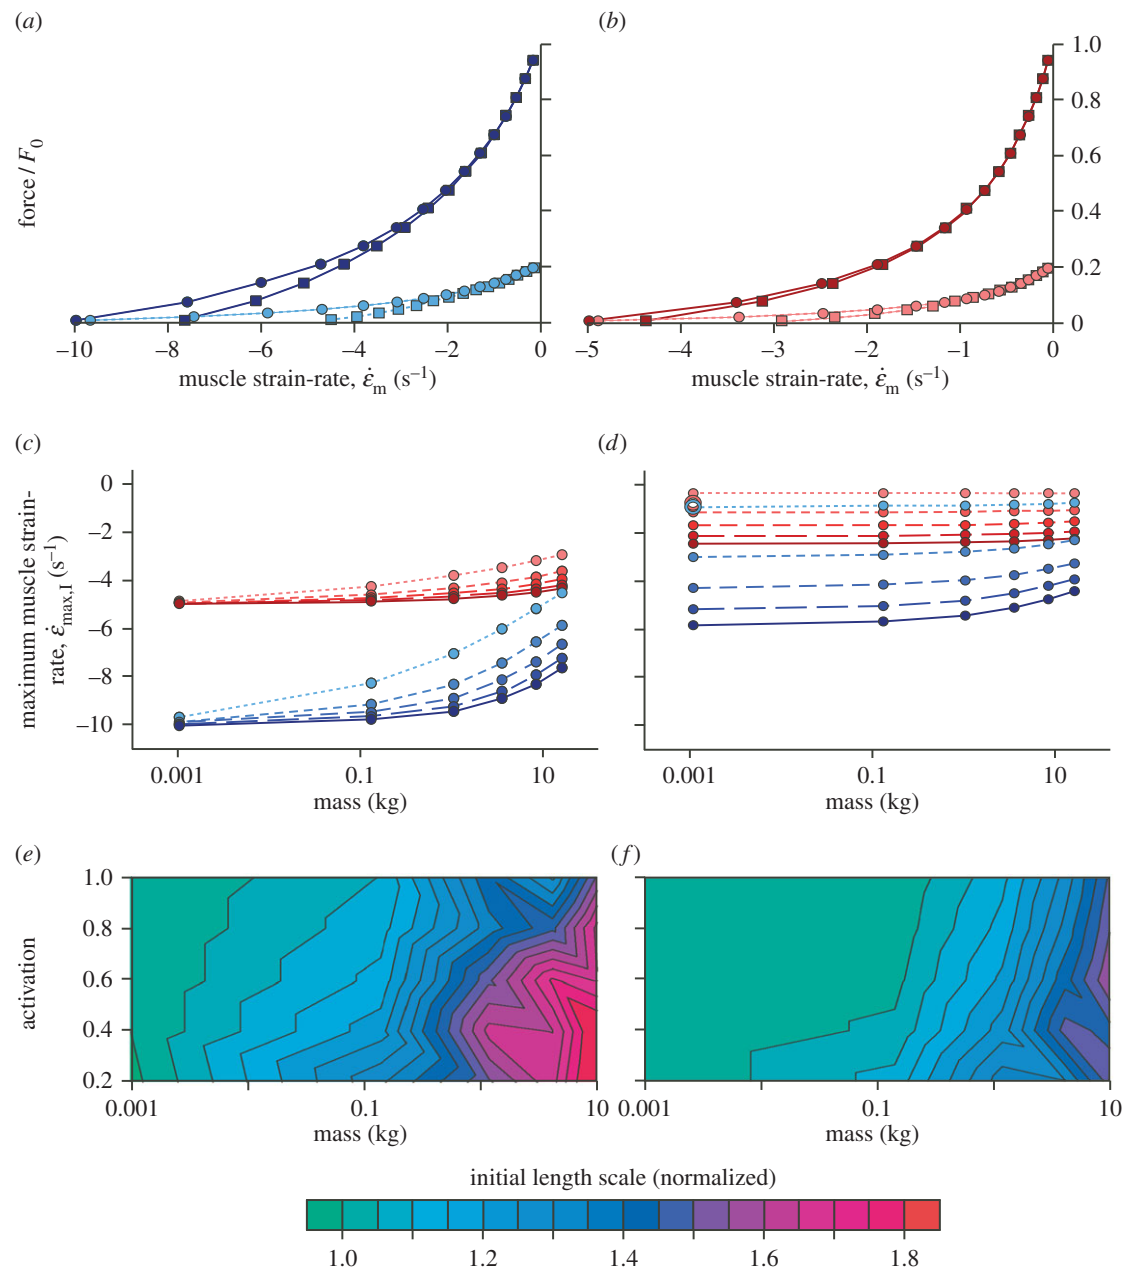 (a)
(b)
force / F0
1.0
0.8
0.6
0.4
0.2
0
−10 −8 −6 −4 −2 0
−5 −4 −3 −2 −1 0
muscle strain-rate, ε̇m (s−1)
muscle strain-rate, ε̇m (s−1)
(c)
(d)
maximum muscle strain-
rate, ε̇max,I (s−1)
0
−2
−4
−6
−8
−10
0.001 0.1 10
0.001 0.1 10
mass (kg)
mass (kg)
(e)
(f)
activation
1.0
0.8
0.6
0.4
0.2
0.001 0.1 10
0.001 0.1 10
mass (kg)
mass (kg)
initial length scale (normalized)
1.0 1.2 1.4 1.6 1.8